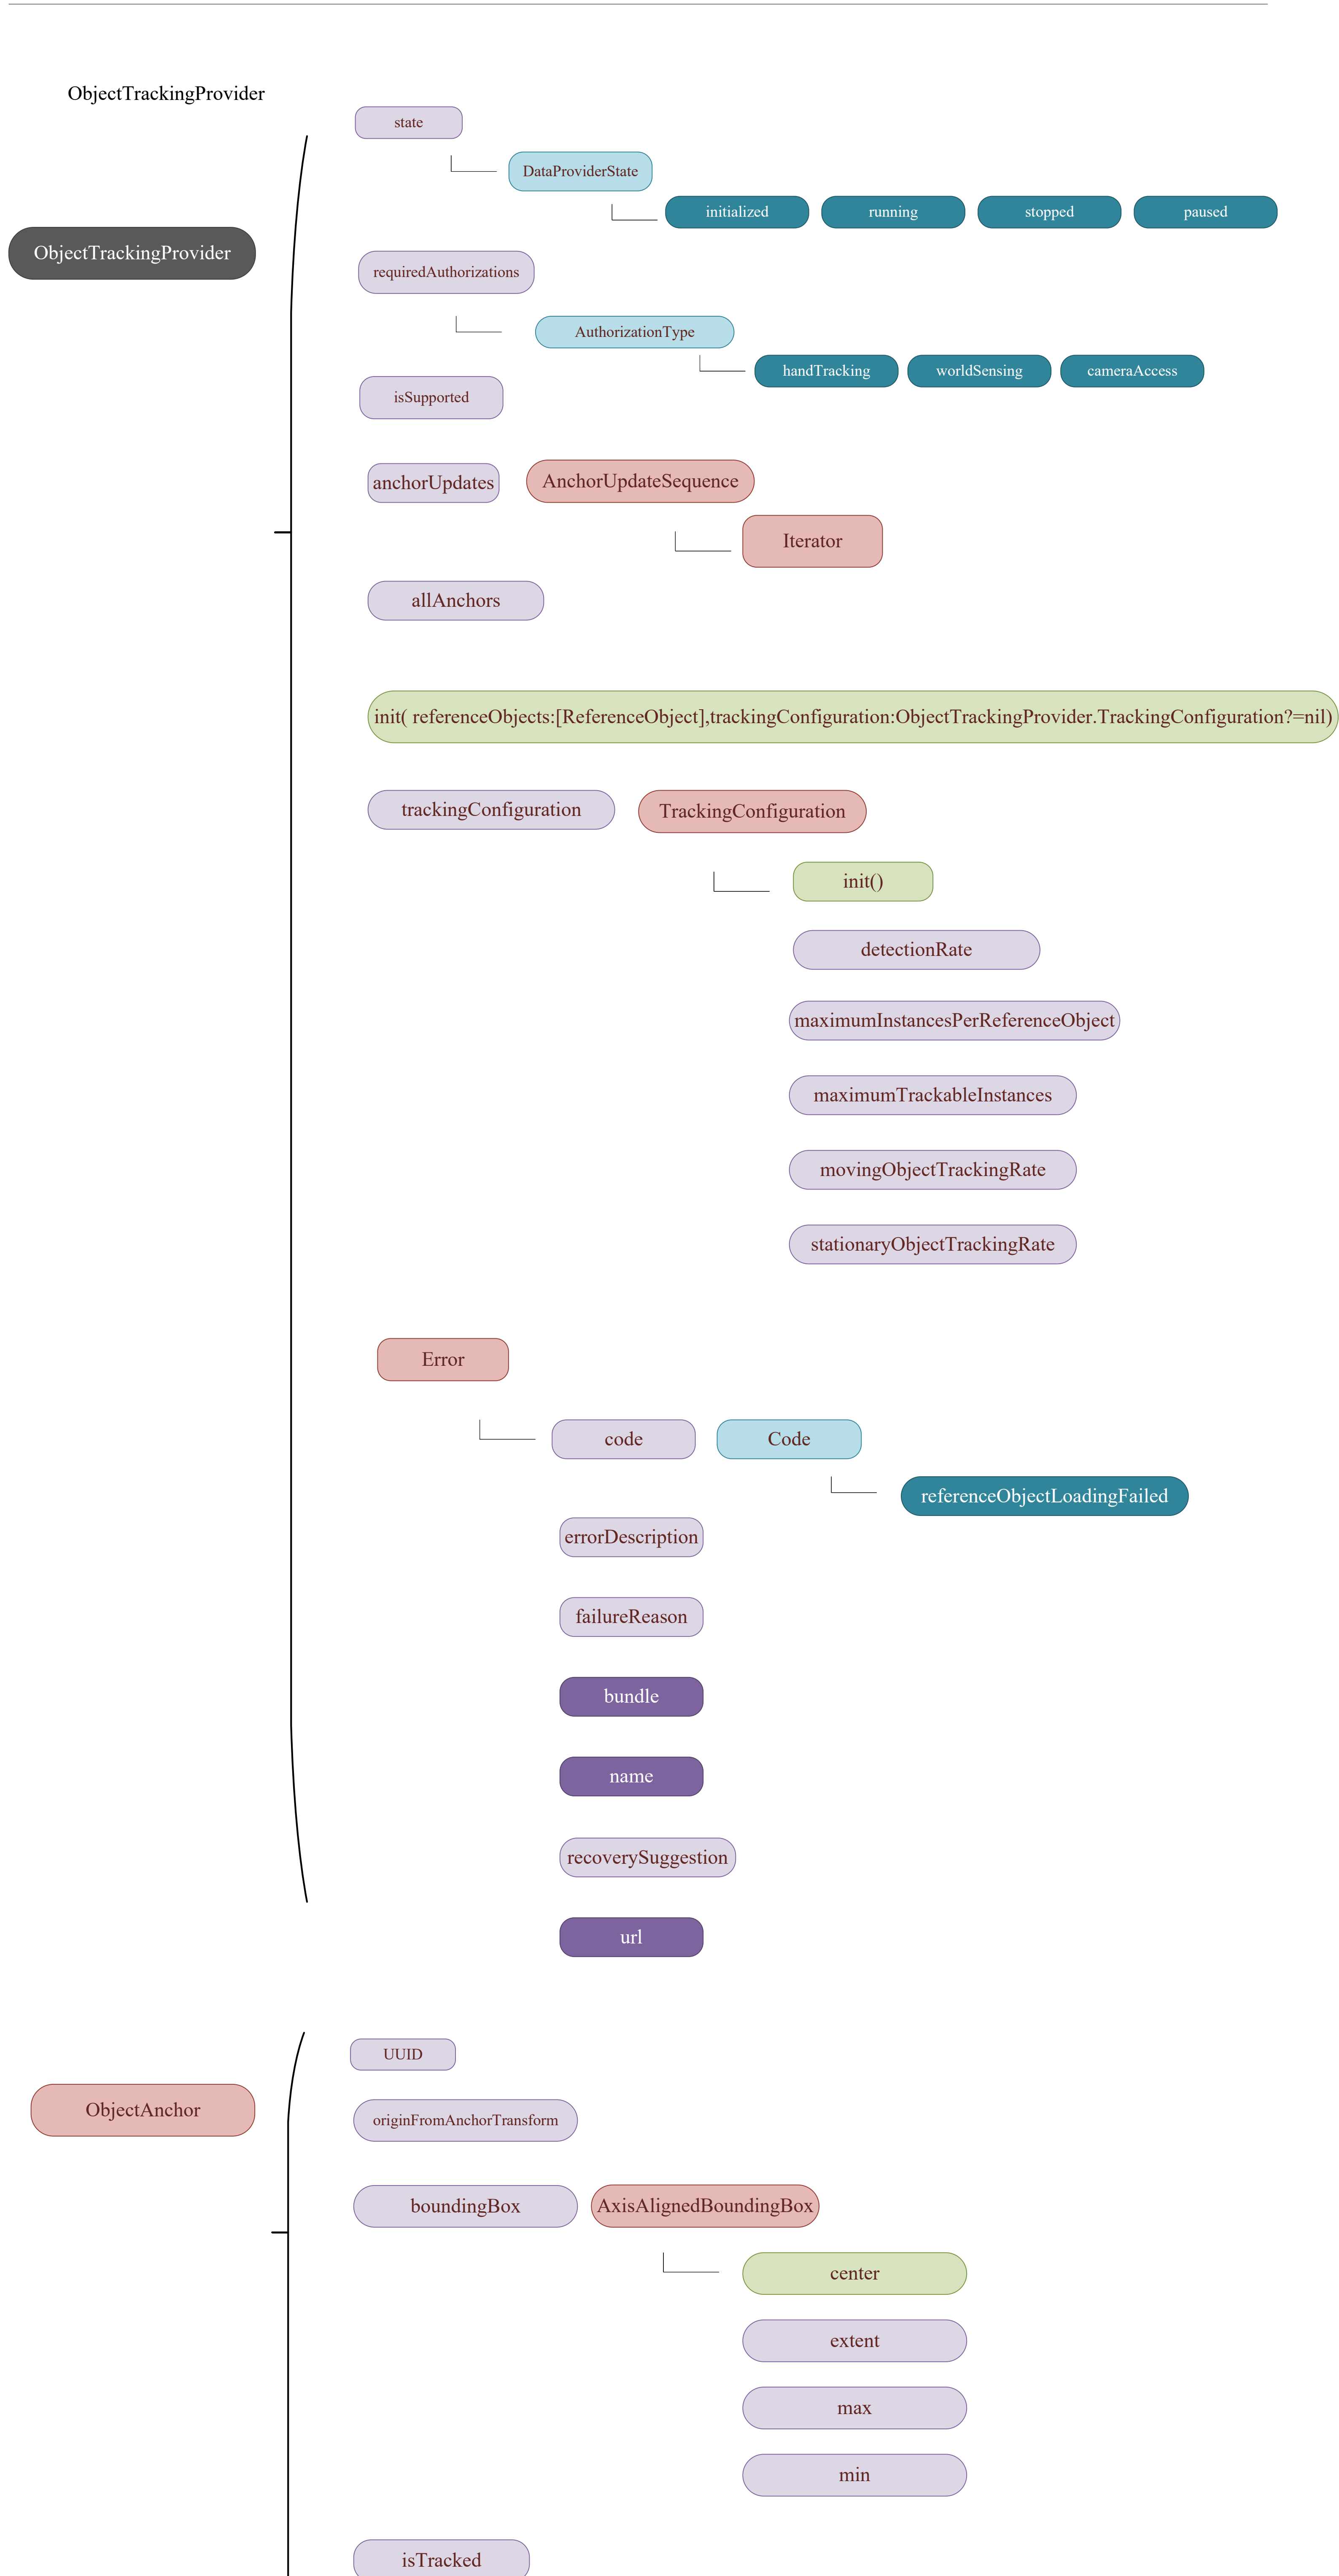 ObjectTrackingProvider
state
DataProviderState
initialized
running
stopped
paused
ObjectTrackingProvider
requiredAuthorizations
AuthorizationType
handTracking
worldSensing
cameraAccess
isSupported
anchorUpdates
AnchorUpdateSequence
Iterator
allAnchors
init( referenceObjects:[ReferenceObject],trackingConfiguration:ObjectTrackingProvider.TrackingConfiguration?=nil)
trackingConfiguration
TrackingConfiguration
init()
detectionRate
maximumInstancesPerReferenceObject
maximumTrackableInstances
movingObjectTrackingRate
stationaryObjectTrackingRate
Error
code
Code
referenceObjectLoadingFailed
errorDescription
failureReason
bundle
name
recoverySuggestion
url
UUID
ObjectAnchor
originFromAnchorTransform
boundingBox
AxisAlignedBoundingBox
center
extent
max
min
isTracked